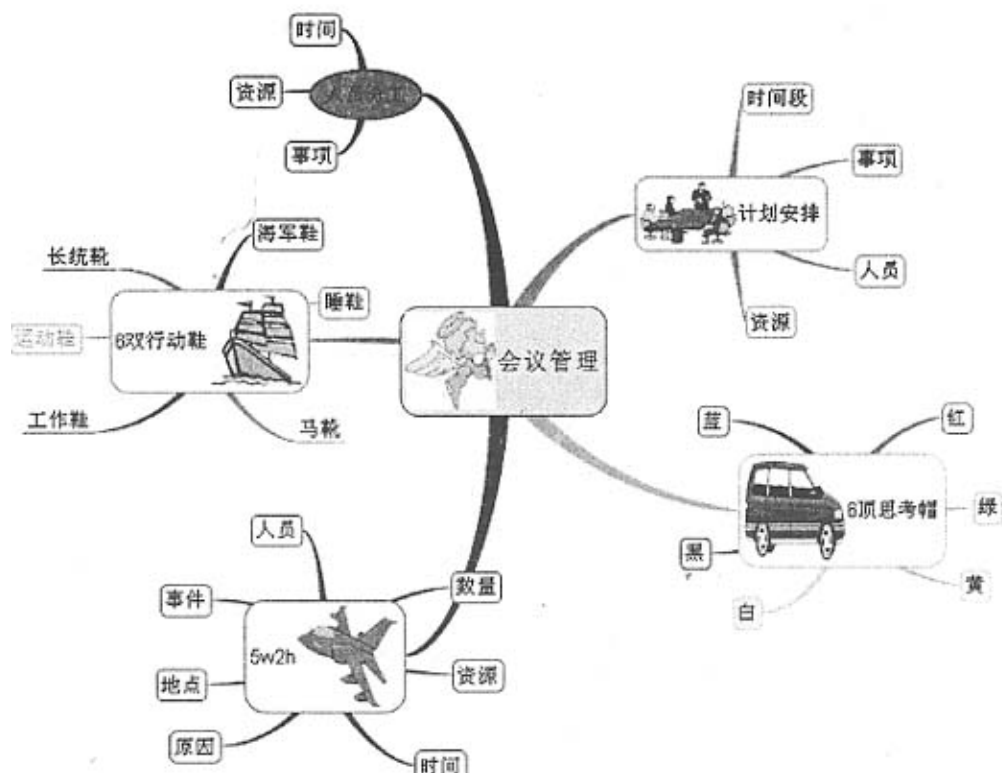 时间
资源
事项
时间段
事项
计划安排
人员
资源
海军鞋
长统靴
睡鞋
6双行动鞋
运动鞋
工作鞋
马靴
会议管理
蓝
红
6顶思考帽
绿
黑
黄
白
人员
数量
事件
5w2h
资源
地点
原因
时间